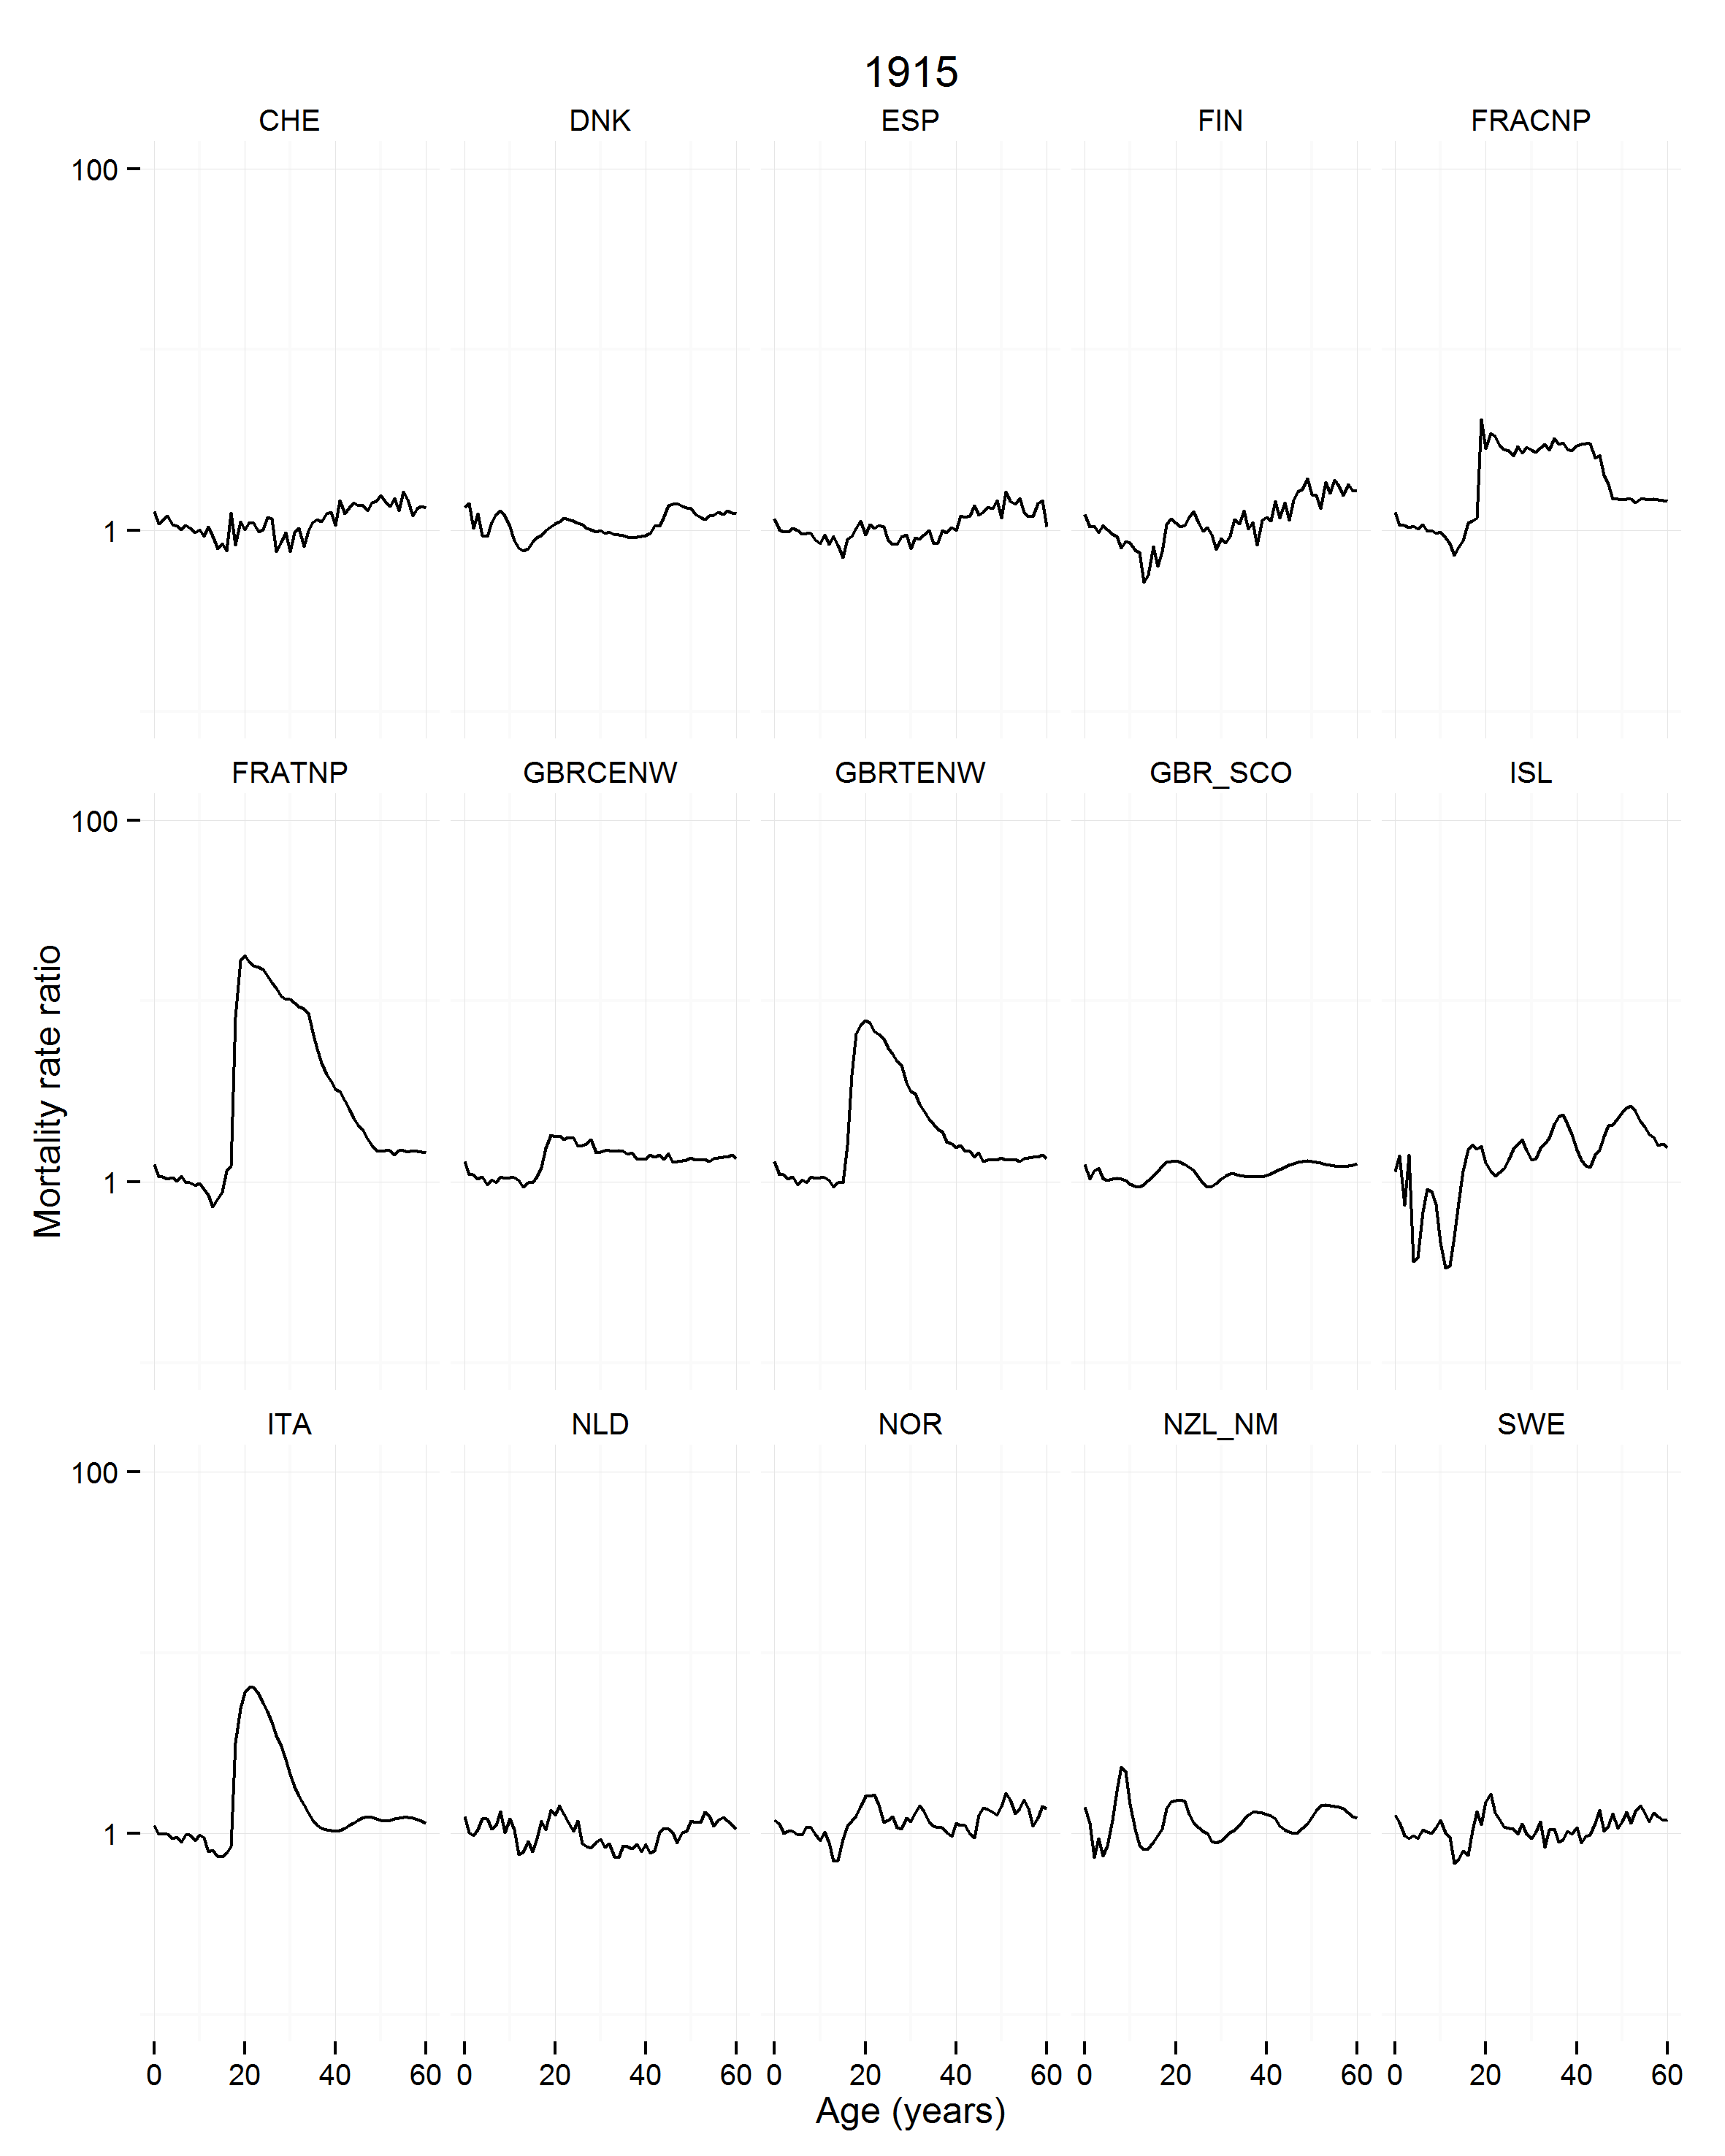 1915
CHE DNK ESP FIN FRACNP
100
1
FRATNP GBRCENW GBRTENW GBR_SCO ISL
100
1
Mortality rate ratio
ITA NLD NOR NZL_NM SWE
100
1
0 20 40 60 0 20 40 60 0 20 40 60 0 20 40 60 0 20 40 60
Age (years)